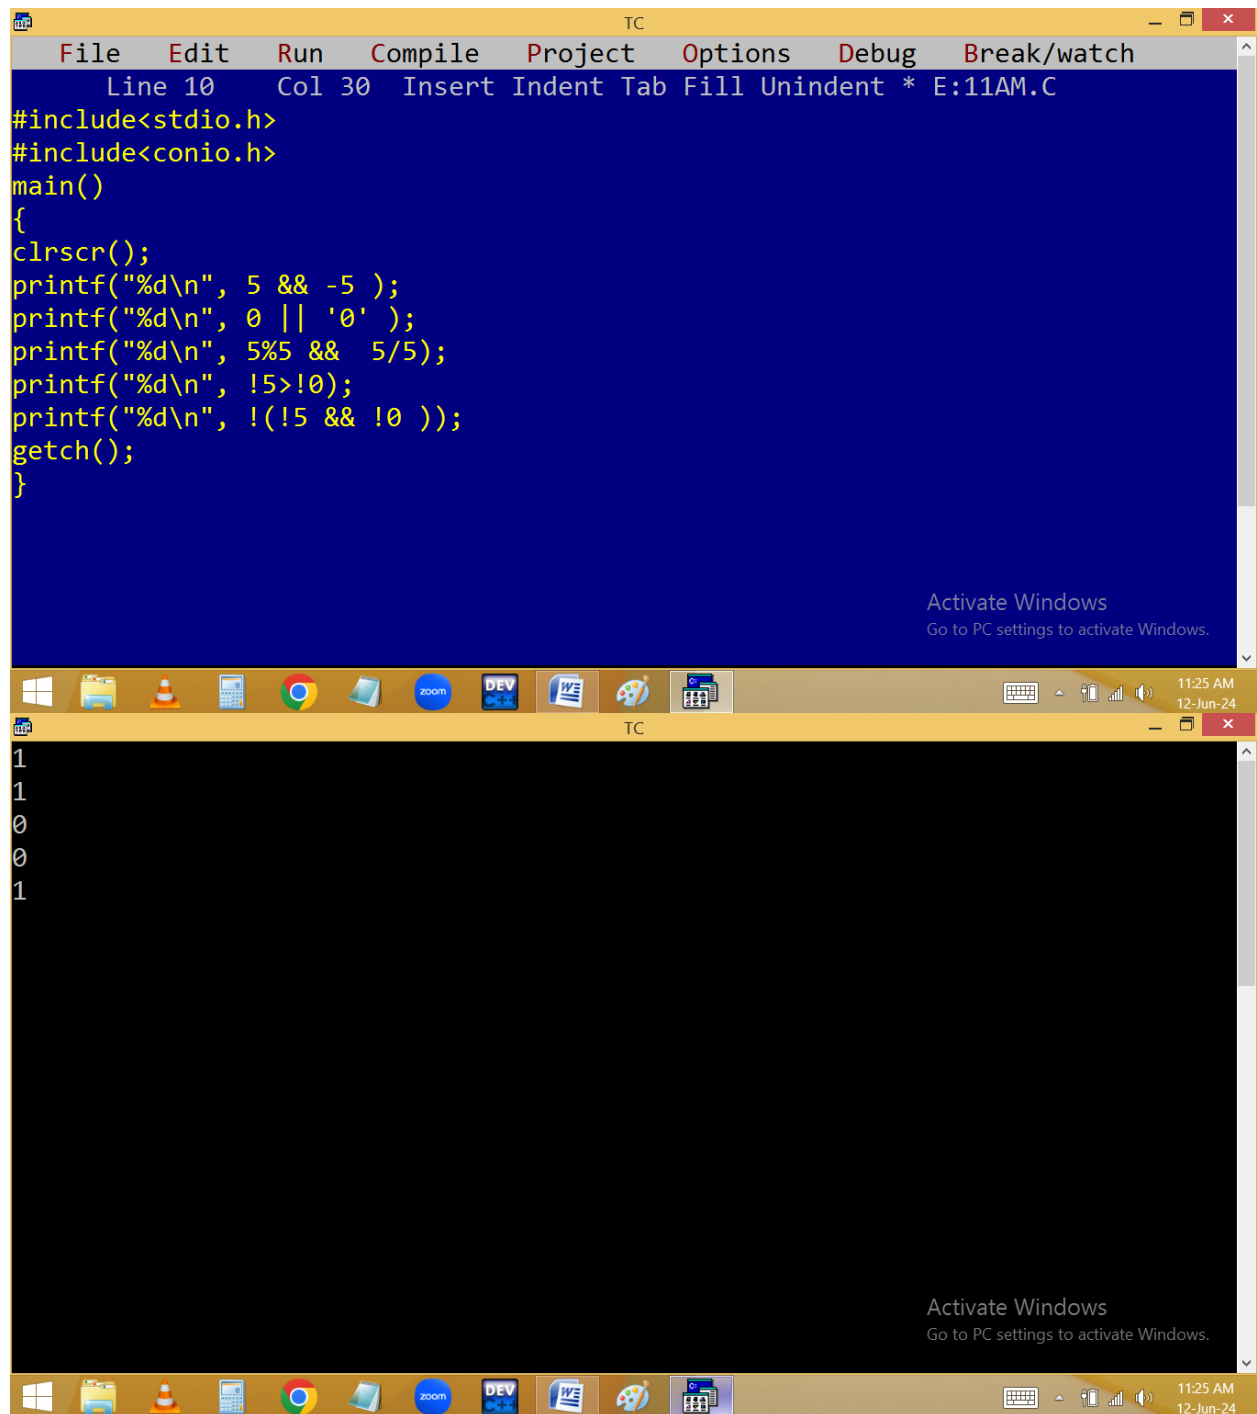 TC
File Edit Run Compile Project Options Debug Break/watch
Line 10 Col 30 Insert Indent Tab Fill Unindent * E:11AM.C
#include<stdio.h>
#include<conio.h>
main()
{
clrscr();
printf("%d\n", 5 && -5 );
printf("%d\n", 0 || '0' );
printf("%d\n", 5%5 &&  5/5);
printf("%d\n", !5>!0);
printf("%d\n", !(!5 && !0 ));
getch();
}
Activate Windows
Go to PC settings to activate Windows.
zoom DEV C++ W
11:25 AM
12-Jun-24
TC
1
1
0
0
1
Activate Windows
Go to PC settings to activate Windows.
zoom DEV C++ W
11:25 AM
12-Jun-24